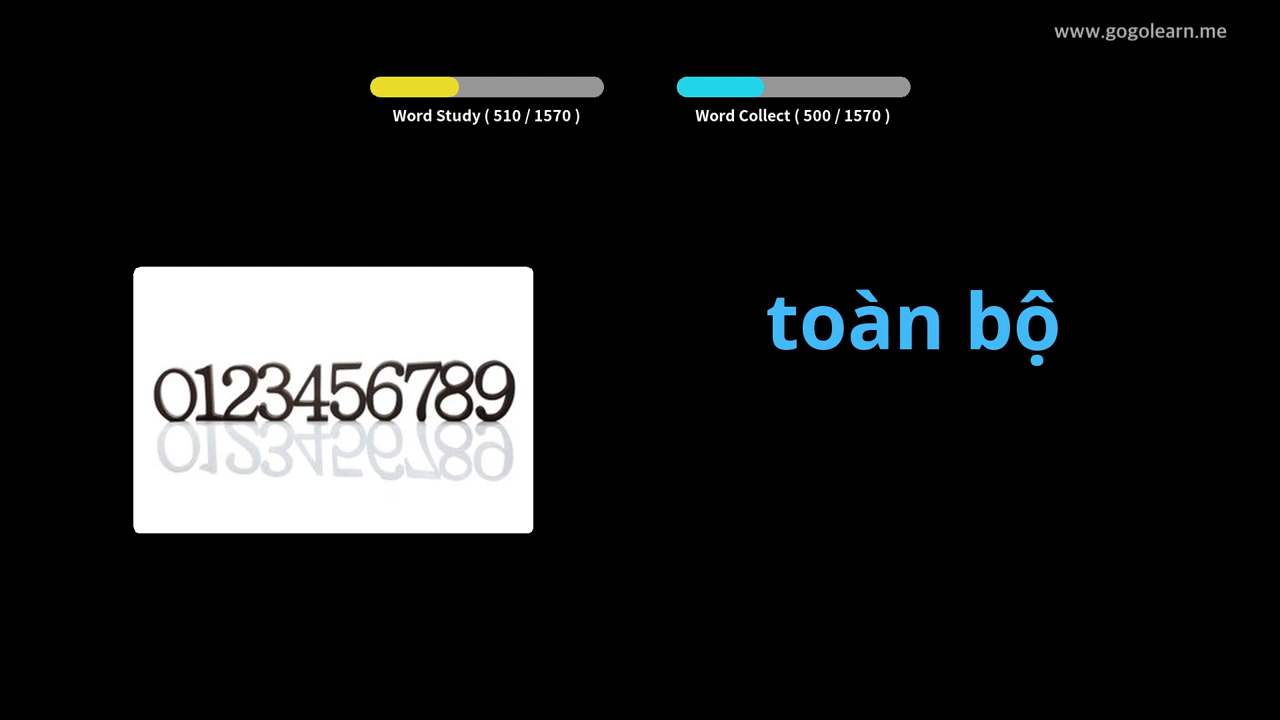 www.gogolearn.me
Word Study ( 510 / 1570 )
Word Collect ( 500 / 1570 )
toàn bộ
0123456789